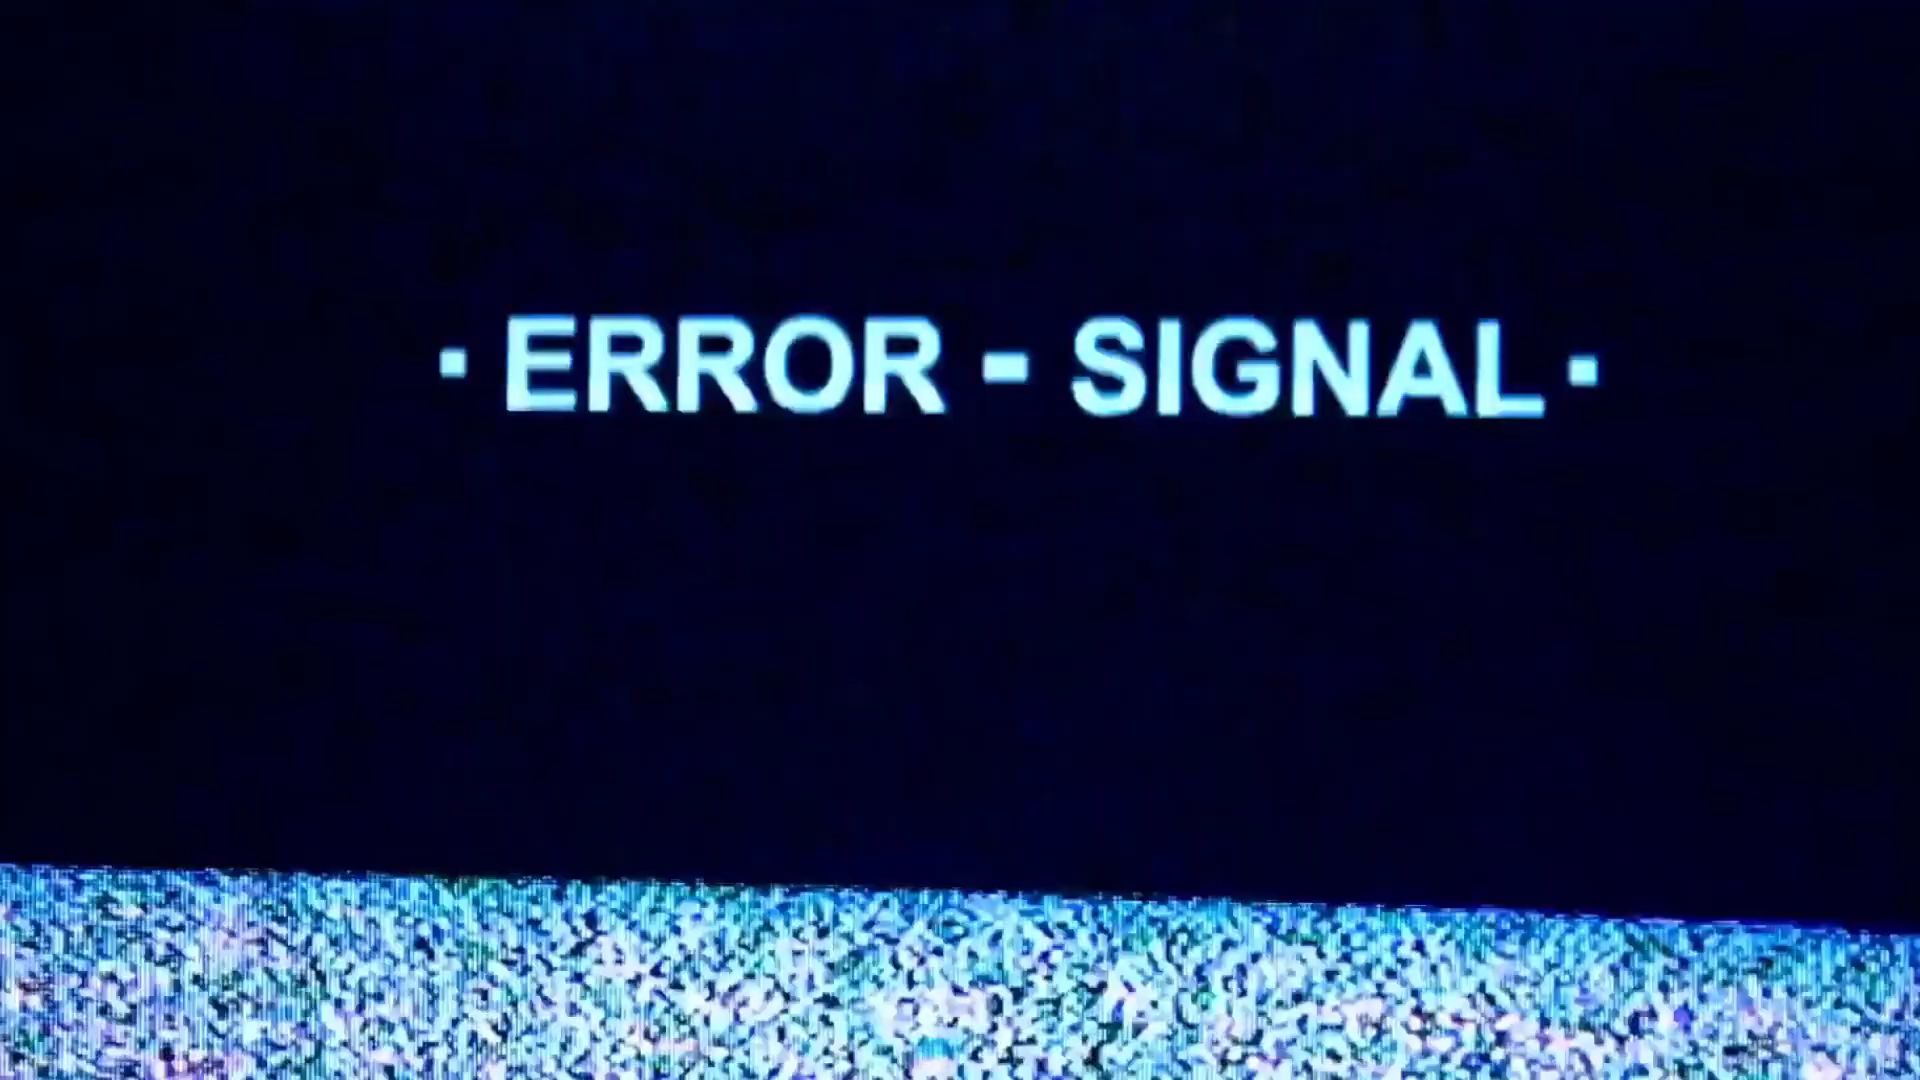 · ERROR - SIGNAL ·